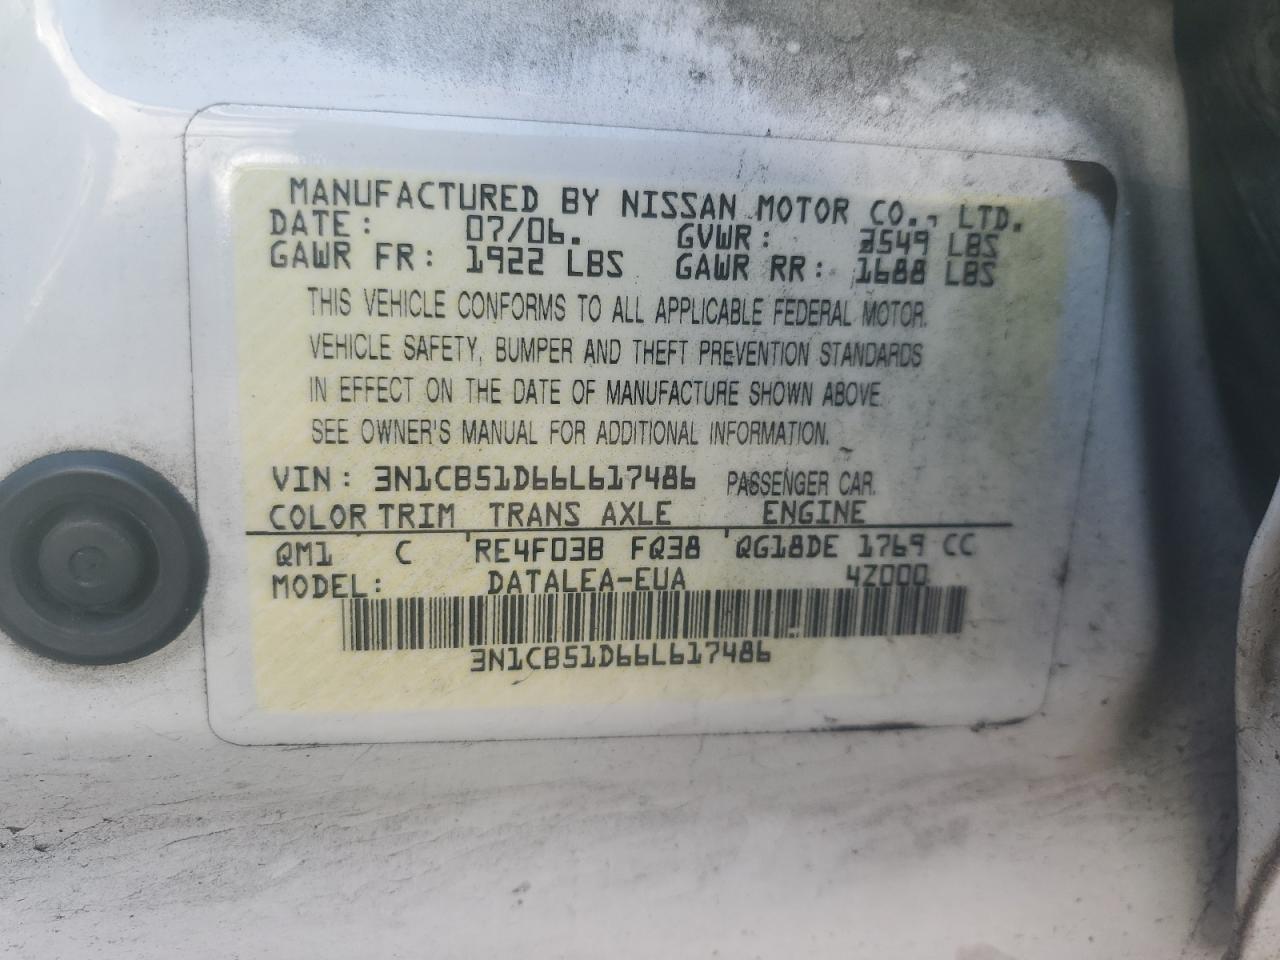 MANUFACTURED BY NISSAN MOTOR CO., LTD.
DATE: 07/06. GVWR: 3549 LBS
GAWR FR: 1922 LBS GAWR RR: 1688 LBS
THIS VEHICLE CONFORMS TO ALL APPLICABLE FEDERAL MOTOR
VEHICLE SAFETY, BUMPER AND THEFT PREVENTION STANDARDS
IN EFFECT ON THE DATE OF MANUFACTURE SHOWN ABOVE.
SEE OWNER'S MANUAL FOR ADDITIONAL INFORMATION.
VIN: 3N1CB51D66L617486 PASSENGER CAR.
COLOR TRIM TRANS AXLE ENGINE
QM1 C RE4F03B FQ38 QG18DE 1769 CC
MODEL: DATALEA-EUA 4Z000
3N1CB51D66L617486